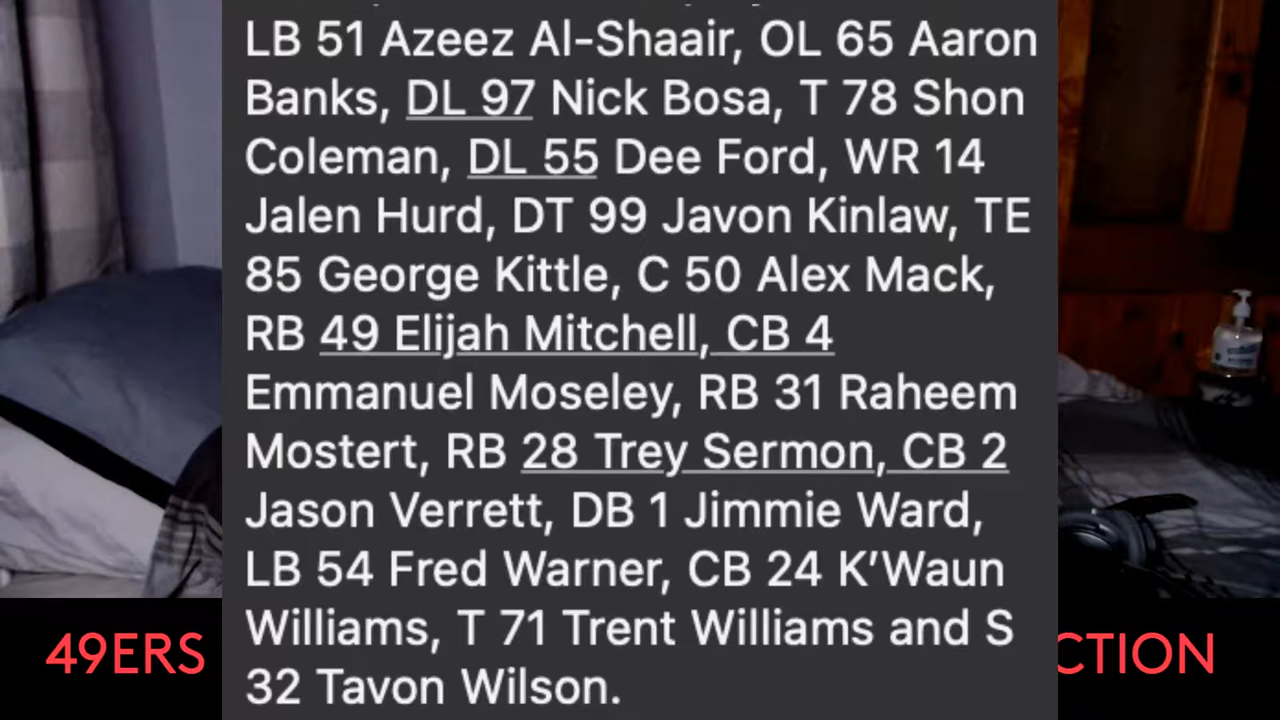 LB 51 Azeez Al-Shaair, OL 65 Aaron
Banks, DL 97 Nick Bosa, T 78 Shon
Coleman, DL 55 Dee Ford, WR 14
Jalen Hurd, DT 99 Javon Kinlaw, TE
85 George Kittle, C 50 Alex Mack,
RB 49 Elijah Mitchell, CB 4
Emmanuel Moseley, RB 31 Raheem
Mostert, RB 28 Trey Sermon, CB 2
Jason Verrett, DB 1 Jimmie Ward,
LB 54 Fred Warner, CB 24 K'Waun
Williams, T 71 Trent Williams and S
32 Tavon Wilson.
49ERS CTION